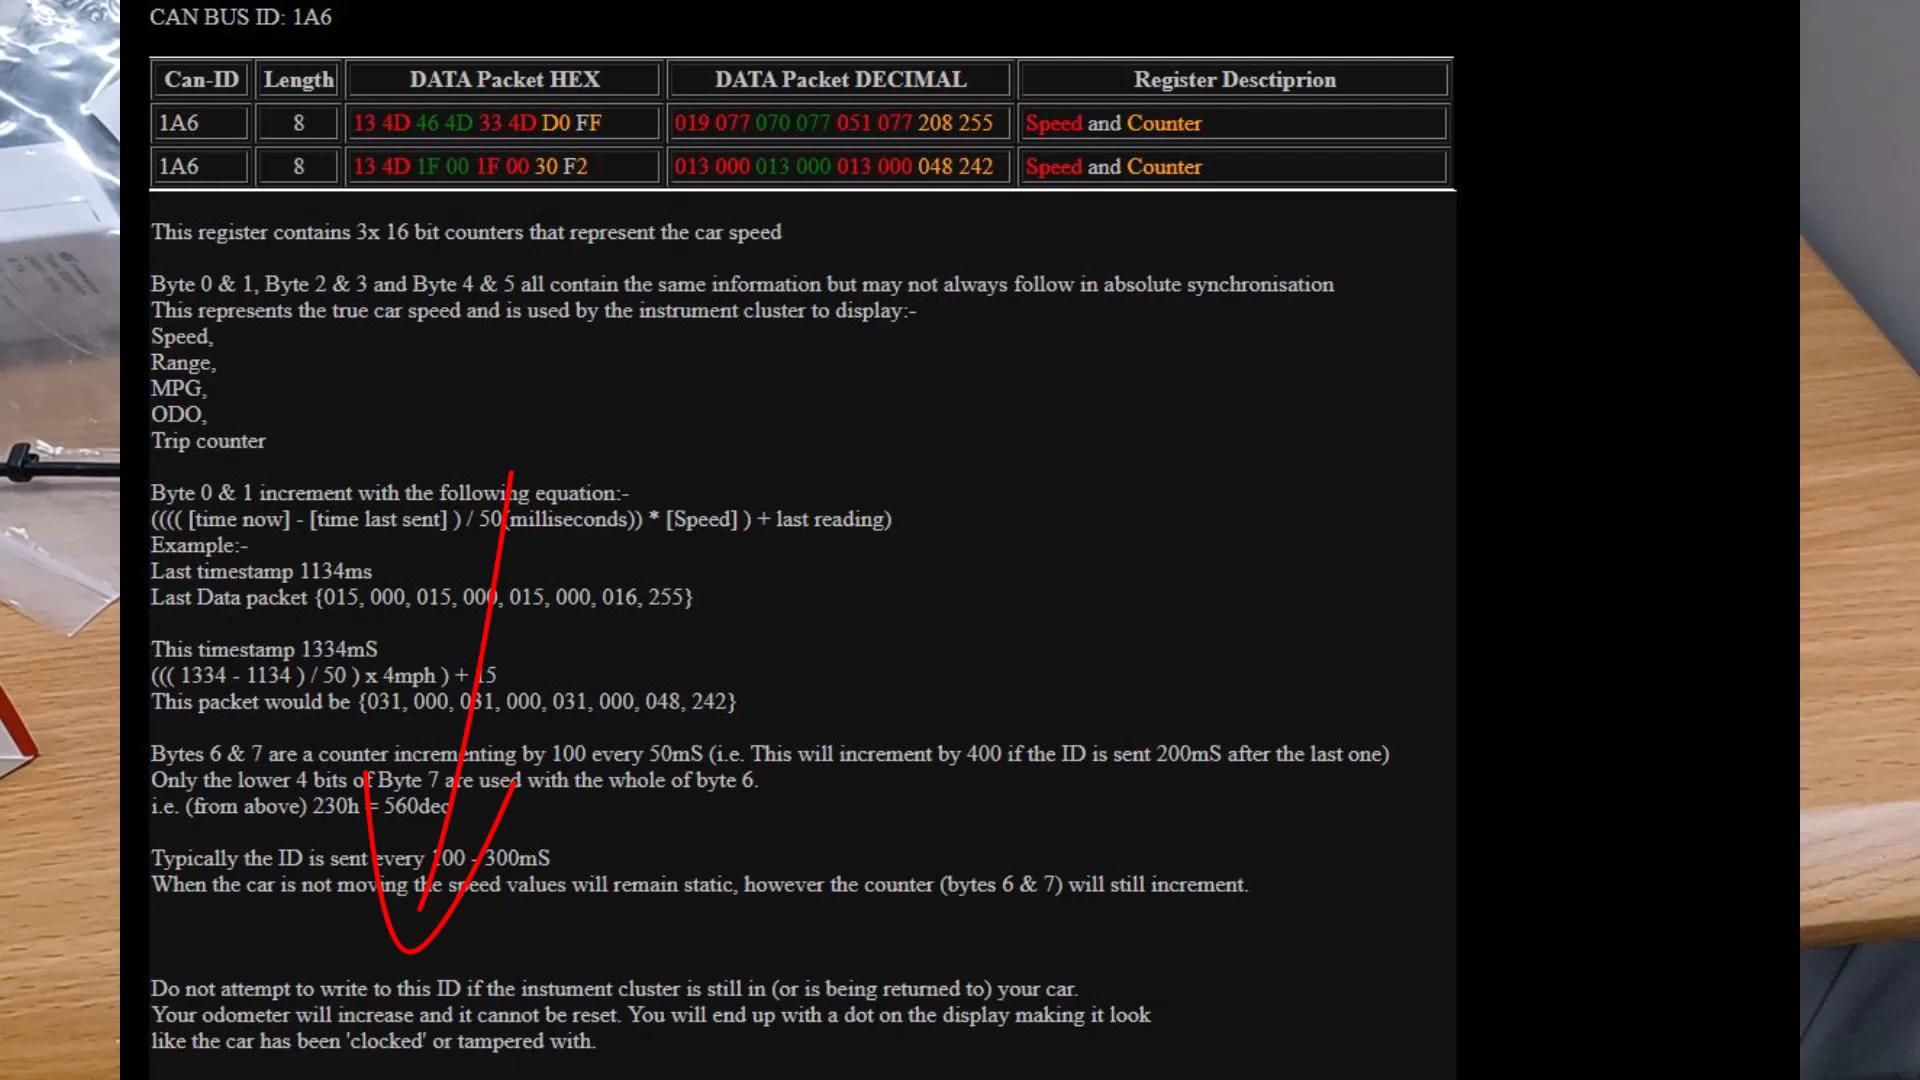 CAN BUS ID: 1A6
Can-ID Length DATA Packet HEX DATA Packet DECIMAL Register Desctiprion
1A6 8 13 4D 46 4D 33 4D D0 FF 019 077 070 077 051 077 208 255 Speed and Counter
1A6 8 13 4D 1F 00 1F 00 30 F2 013 000 013 000 013 000 048 242 Speed and Counter
This register contains 3x 16 bit counters that represent the car speed
Byte 0 & 1, Byte 2 & 3 and Byte 4 & 5 all contain the same information but may not always follow in absolute synchronisation
This represents the true car speed and is used by the instrument cluster to display:-
Speed,
Range,
MPG,
ODO,
Trip counter
Byte 0 & 1 increment with the following equation:-
(((( [time now] - [time last sent] ) / 50(milliseconds)) * [Speed] ) + last reading)
Example:-
Last timestamp 1134ms
Last Data packet {015, 000, 015, 000, 015, 000, 016, 255}
This timestamp 1334mS
((( 1334 - 1134 ) / 50 ) x 4mph ) + 15
This packet would be {031, 000, 031, 000, 031, 000, 048, 242}
Bytes 6 & 7 are a counter incrementing by 100 every 50mS (i.e. This will increment by 400 if the ID is sent 200mS after the last one)
Only the lower 4 bits of Byte 7 are used with the whole of byte 6.
i.e. (from above) 230h = 560dec
Typically the ID is sent every 100 - 300mS
When the car is not moving the speed values will remain static, however the counter (bytes 6 & 7) will still increment.
Do not attempt to write to this ID if the instument cluster is still in (or is being returned to) your car.
Your odometer will increase and it cannot be reset. You will end up with a dot on the display making it look
like the car has been 'clocked' or tampered with.